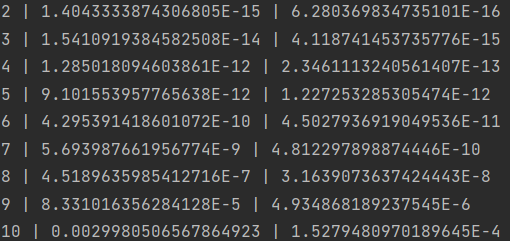 2 | 1.4043333874306805E-15 | 6.280369834735101E-16
3 | 1.5410919384582508E-14 | 4.118741453735776E-15
4 | 1.285018094603861E-12 | 2.3461113240561407E-13
5 | 9.101553957765638E-12 | 1.227253285305474E-12
6 | 4.295391418601072E-10 | 4.5027936919049536E-11
7 | 5.693987661956774E-9 | 4.812297898874446E-10
8 | 4.5189635985412716E-7 | 3.1639073637424443E-8
9 | 8.331016356284128E-5 | 4.934868189237545E-6
10 | 0.0029980506567864923 | 1.5279480970189645E-4